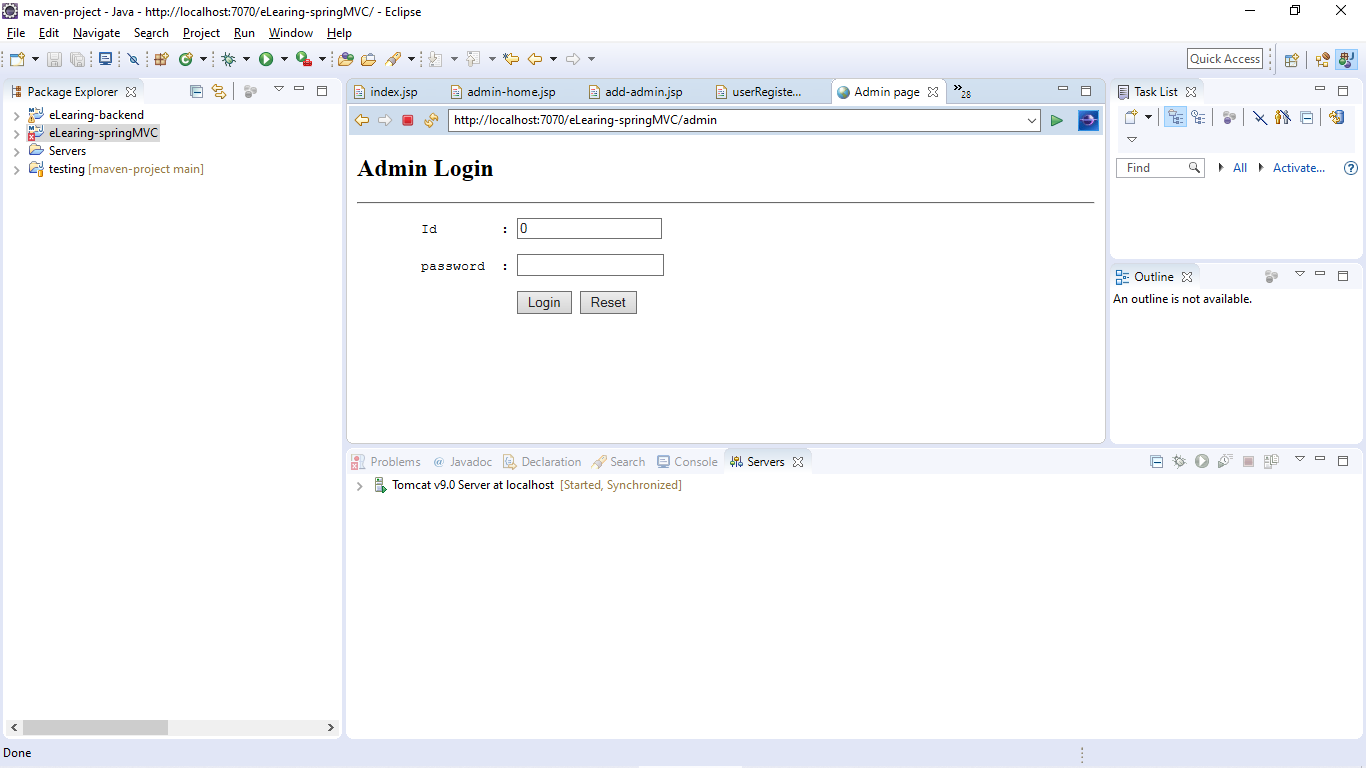 maven-project - Java - http://localhost:7070/eLearing-springMVC/ - Eclipse
File Edit Navigate Search Project Run Window Help
Quick Access
Package Explorer
eLearing-backend
eLearing-springMVC
Servers
testing [maven-project main]
index.jsp admin-home.jsp add-admin.jsp userRegiste... Admin page »28
http://localhost:7070/eLearing-springMVC/admin
Admin Login
Id : 0
password :
Login Reset
Task List
Find All Activate...
Outline
An outline is not available.
Problems @ Javadoc Declaration Search Console Servers
Tomcat v9.0 Server at localhost [Started, Synchronized]
Done